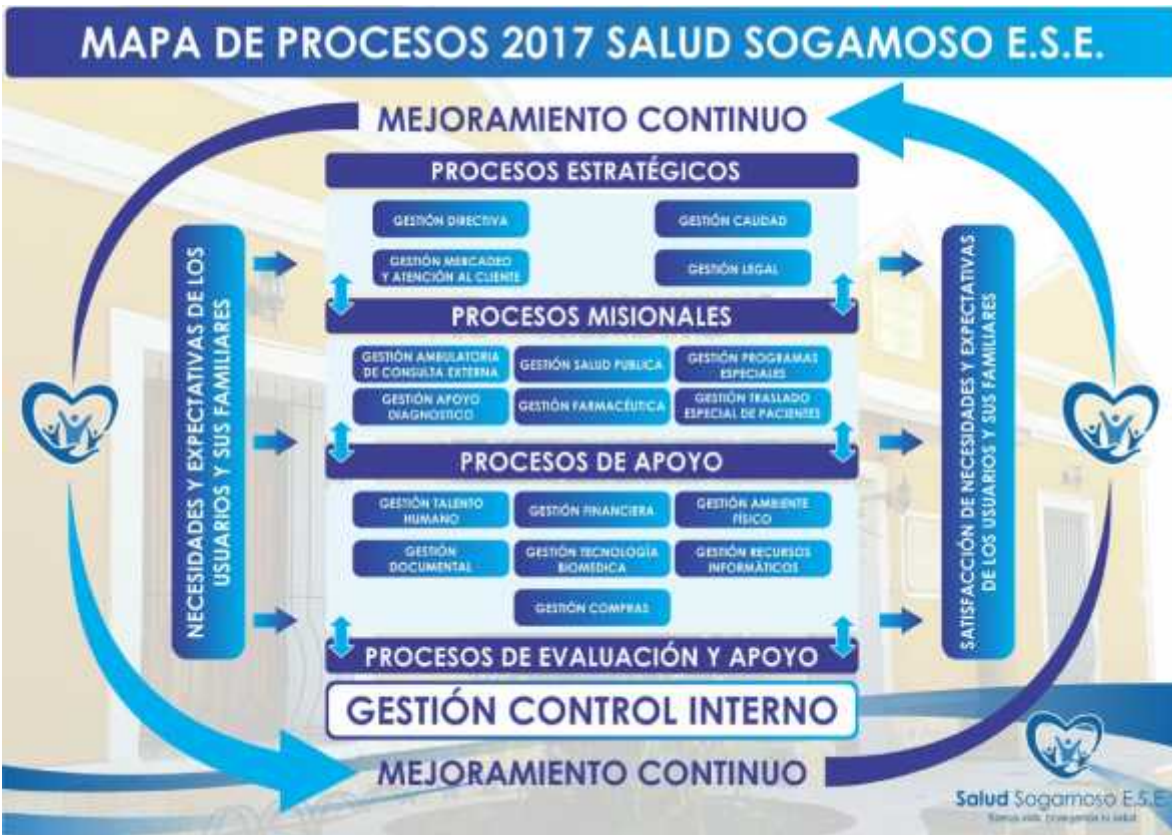 MAPA DE PROCESOS 2017 SALUD SOGAMOSO E.S.E.
MEJORAMIENTO CONTINUO
PROCESOS ESTRATÉGICOS
GESTIÓN DIRECTIVA
GESTIÓN CALIDAD
GESTIÓN MERCADEO
Y ATENCIÓN AL CLIENTE
GESTIÓN LEGAL
NECESIDADES Y EXPECTATIVAS DE LOS
USUARIOS Y SUS FAMILIARES
PROCESOS MISIONALES
GESTIÓN AMBULATORIA
DE CONSULTA EXTERNA
GESTIÓN SALUD PUBLICA
GESTIÓN PROGRAMAS
ESPECIALES
GESTIÓN APOYO
DIAGNOSTICO
GESTIÓN FARMACÉUTICA
GESTIÓN TRASLADO
ESPECIAL DE PACIENTES
SATISFACCIÓN DE NECESIDADES Y EXPECTATIVAS
DE LOS USUARIOS Y SUS FAMILIARES
PROCESOS DE APOYO
GESTIÓN TALENTO
HUMANO
GESTIÓN FINANCIERA
GESTIÓN AMBIENTE
FÍSICO
GESTIÓN
DOCUMENTAL
GESTIÓN TECNOLOGÍA
BIOMEDICA
GESTIÓN RECURSOS
INFORMÁTICOS
GESTIÓN COMPRAS
PROCESOS DE EVALUACIÓN Y APOYO
GESTIÓN CONTROL INTERNO
MEJORAMIENTO CONTINUO
Salud Sogamoso E.S.E